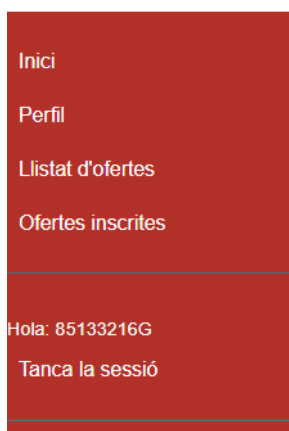 Inici
Perfil
Llistat d'ofertes
Ofertes inscrites
Hola: 85133216G
Tanca la sessió